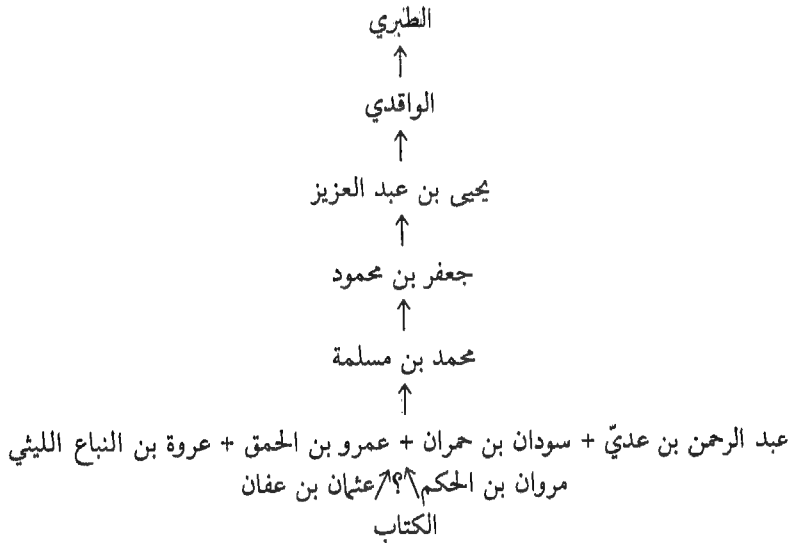 الطبري
↑
الواقدي
↑
يحيى بن عبد العزيز
↑
جعفر بن محمود
↑
محمد بن مسلمة
↑
عبد الرحمن بن عديّ + سودان بن حمران + عمرو بن الحمق + عروة بن النباع الليثي
مروان بن الحكم ؟ عثمان بن عفان
الكتاب